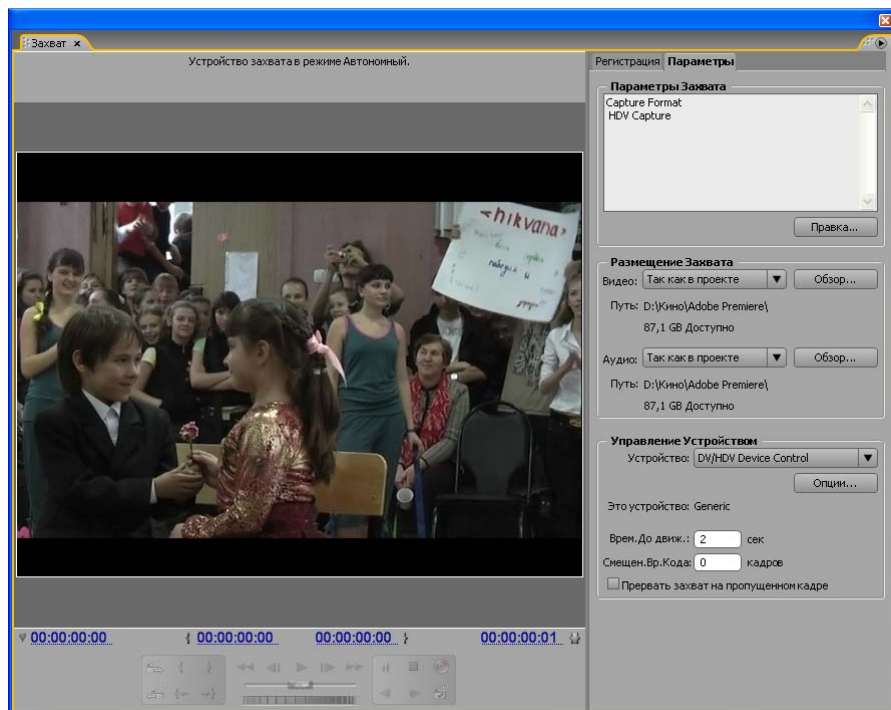 Захват
Устройство захвата в режиме Автономный.
Регистрация Параметры
Параметры Захвата
Capture Format
HDV Capture
Правка...
Размещение Захвата
Видео: Так как в проекте Обзор...
Путь: D:\Кино\Adobe Premiere\
87,1 GB Доступно
Аудио: Так как в проекте Обзор...
Путь: D:\Кино\Adobe Premiere\
87,1 GB Доступно
Управление Устройством
Устройство: DV/HDV Device Control
Опции...
Это устройство: Generic
Врем.До движ.: 2 сек
Смещен.Вр.Кода: 0 кадров
Прервать захват на пропущенном кадре
<нikvana>
победы и
00:00:00:00 00:00:00:00 00:00:00:00 00:00:00:01